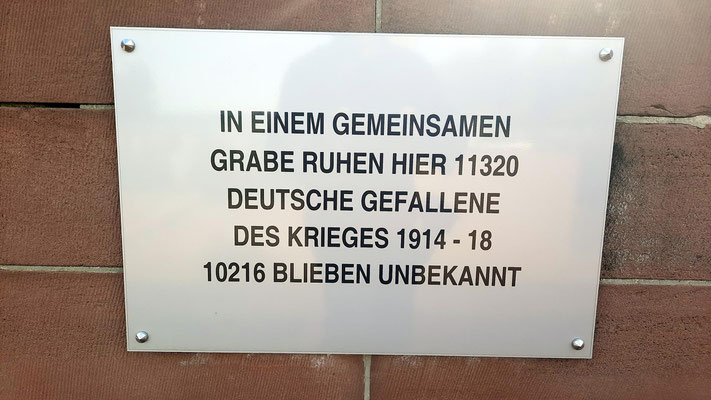 IN EINEM GEMEINSAMEN
GRABE RUHEN HIER 11320
DEUTSCHE GEFALLENE
DES KRIEGES 1914 - 18
10216 BLIEBEN UNBEKANNT